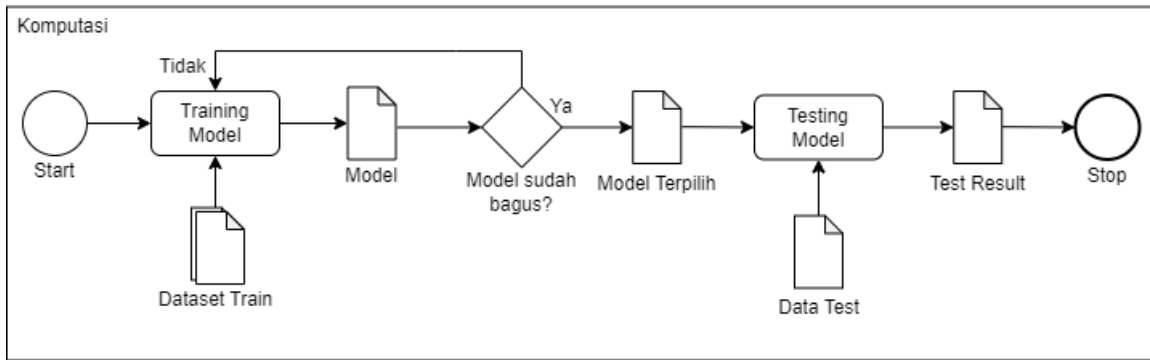 Komputasi
Tidak
Start
Training
Model
Dataset Train
Model
Ya
Model sudah
bagus?
Model Terpilih
Testing
Model
Data Test
Test Result
Stop